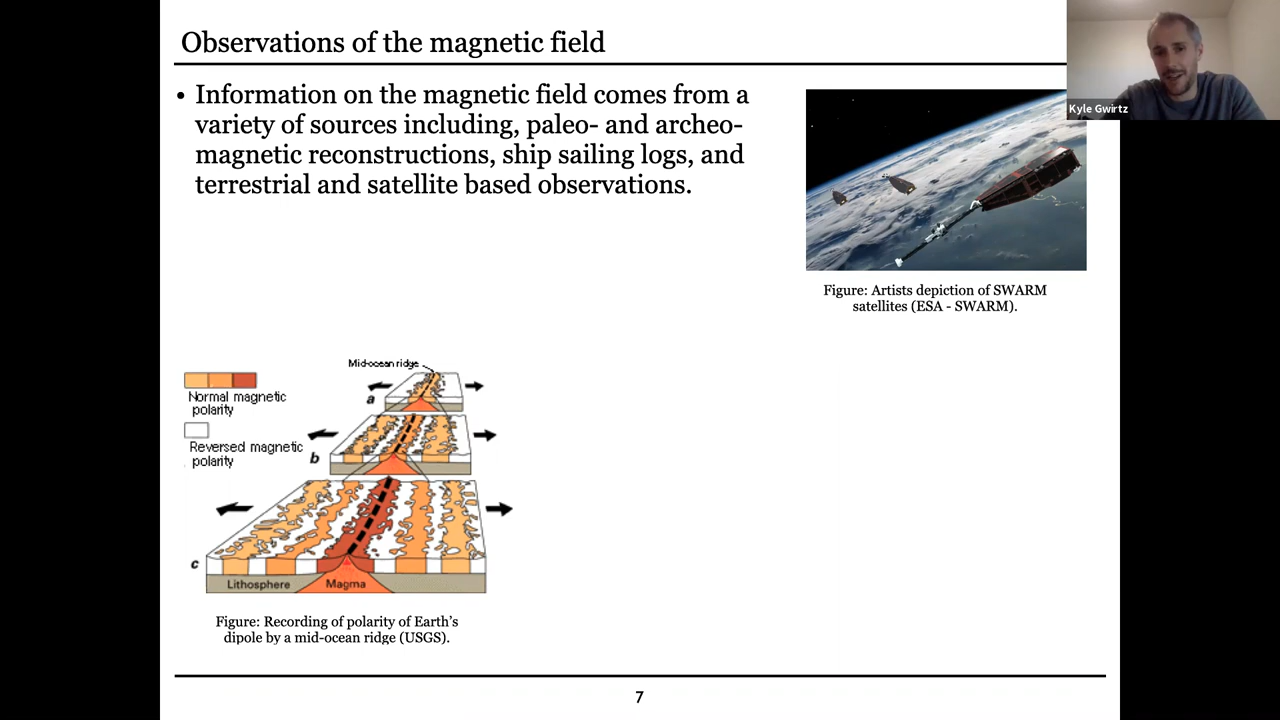 Observations of the magnetic field
Kyle Gwirtz
• Information on the magnetic field comes from a
variety of sources including, paleo- and archeo-
magnetic reconstructions, ship sailing logs, and
terrestrial and satellite based observations.
Figure: Artists depiction of SWARM
satellites (ESA - SWARM).
Mid-ocean ridge
Normal magnetic
polarity
Reversed magnetic
polarity
a
b
c
Lithosphere
Magma
Figure: Recording of polarity of Earth's
dipole by a mid-ocean ridge (USGS).
7